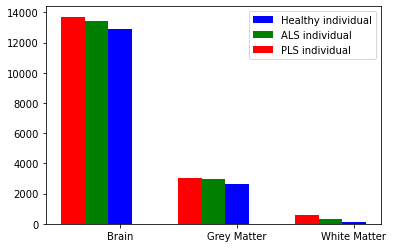 14000
12000
10000
8000
6000
4000
2000
0
Healthy individual
ALS individual
PLS individual
Brain Grey Matter White Matter